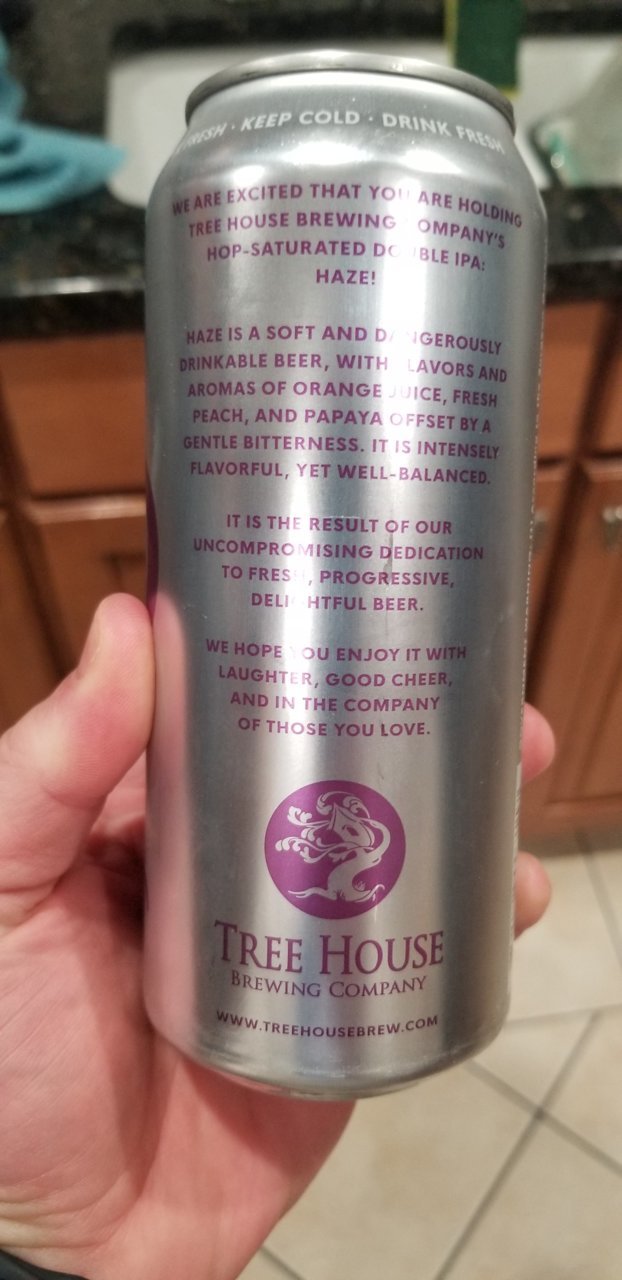 FRESH · KEEP COLD · DRINK FRESH
WE ARE EXCITED THAT YOU ARE HOLDING
TREE HOUSE BREWING COMPANY'S
HOP-SATURATED DOUBLE IPA:
HAZE!
HAZE IS A SOFT AND DANGEROUSLY
DRINKABLE BEER, WITH FLAVORS AND
AROMAS OF ORANGE JUICE, FRESH
PEACH, AND PAPAYA OFFSET BY A
GENTLE BITTERNESS. IT IS INTENSELY
FLAVORFUL, YET WELL-BALANCED.
IT IS THE RESULT OF OUR
UNCOMPROMISING DEDICATION
TO FRESH, PROGRESSIVE,
DELIGHTFUL BEER.
WE HOPE YOU ENJOY IT WITH
LAUGHTER, GOOD CHEER,
AND IN THE COMPANY
OF THOSE YOU LOVE.
TREE HOUSE
BREWING COMPANY
WWW.TREEHOUSEBREW.COM